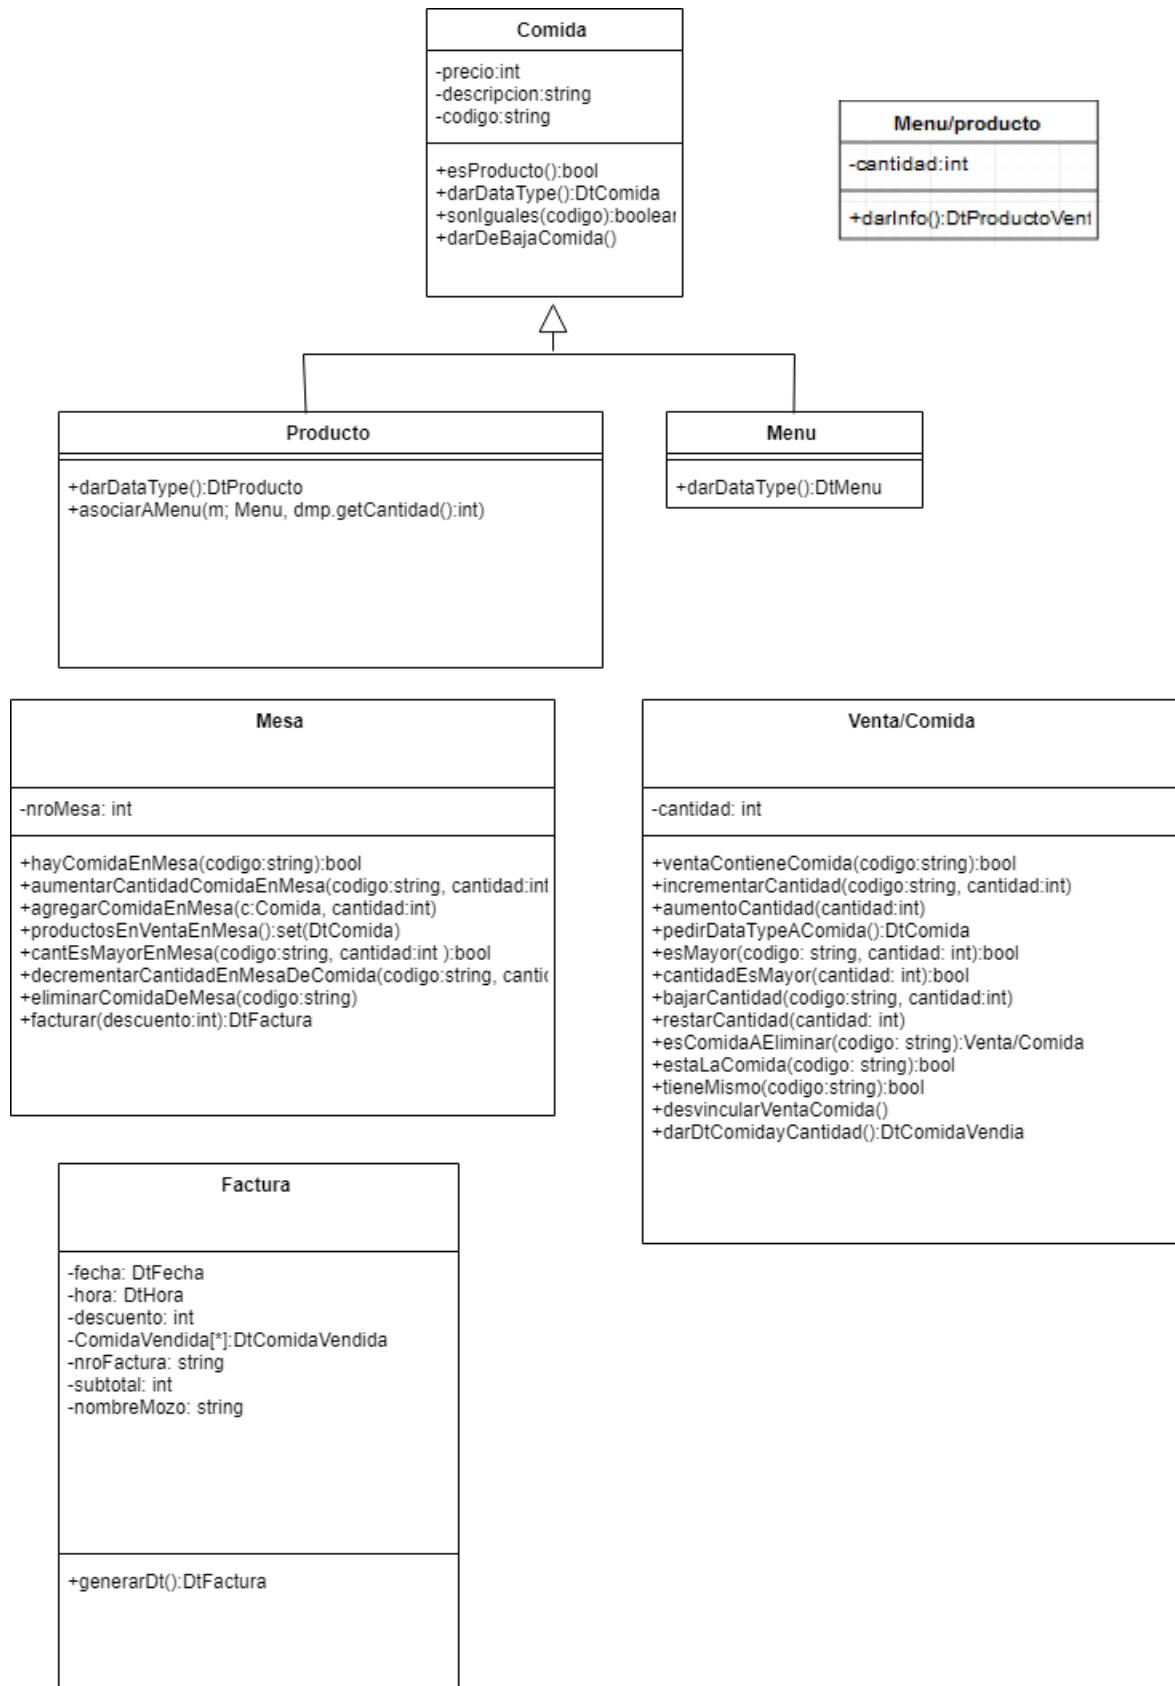 Comida
-precio:int
-descripcion:string
-codigo:string
+esProducto():bool
+darDataType():DtComida
+sonIguales(codigo):boolear
+darDeBajaComida()
Menu/producto
-cantidad:int
+darInfo():DtProductoVent
Producto
+darDataType():DtProducto
+asociarAMenu(m; Menu, dmp.getCantidad():int)
Menu
+darDataType():DtMenu
Mesa
-nroMesa: int
+hayComidaEnMesa(codigo:string):bool
+aumentarCantidadComidaEnMesa(codigo:string, cantidad:int
+agregarComidaEnMesa(c:Comida, cantidad:int)
+productosEnVentaEnMesa():set(DtComida)
+cantEsMayorEnMesa(codigo:string, cantidad:int ):bool
+decrementarCantidadEnMesaDeComida(codigo:string, cantic
+eliminarComidaDeMesa(codigo:string)
+facturar(descuento:int):DtFactura
Venta/Comida
-cantidad: int
+ventaContieneComida(codigo:string):bool
+incrementarCantidad(codigo:string, cantidad:int)
+aumentoCantidad(cantidad:int)
+pedirDataTypeAComida():DtComida
+esMayor(codigo: string, cantidad: int):bool
+cantidadEsMayor(cantidad: int):bool
+bajarCantidad(codigo:string, cantidad:int)
+restarCantidad(cantidad: int)
+esComidaAEliminar(codigo: string):Venta/Comida
+estaLaComida(codigo: string):bool
+tieneMismo(codigo:string):bool
+desvincularVentaComida()
+darDtComidayCantidad():DtComidaVendia
Factura
-fecha: DtFecha
-hora: DtHora
-descuento: int
-ComidaVendida[*]:DtComidaVendida
-nroFactura: string
-subtotal: int
-nombreMozo: string
+generarDt():DtFactura